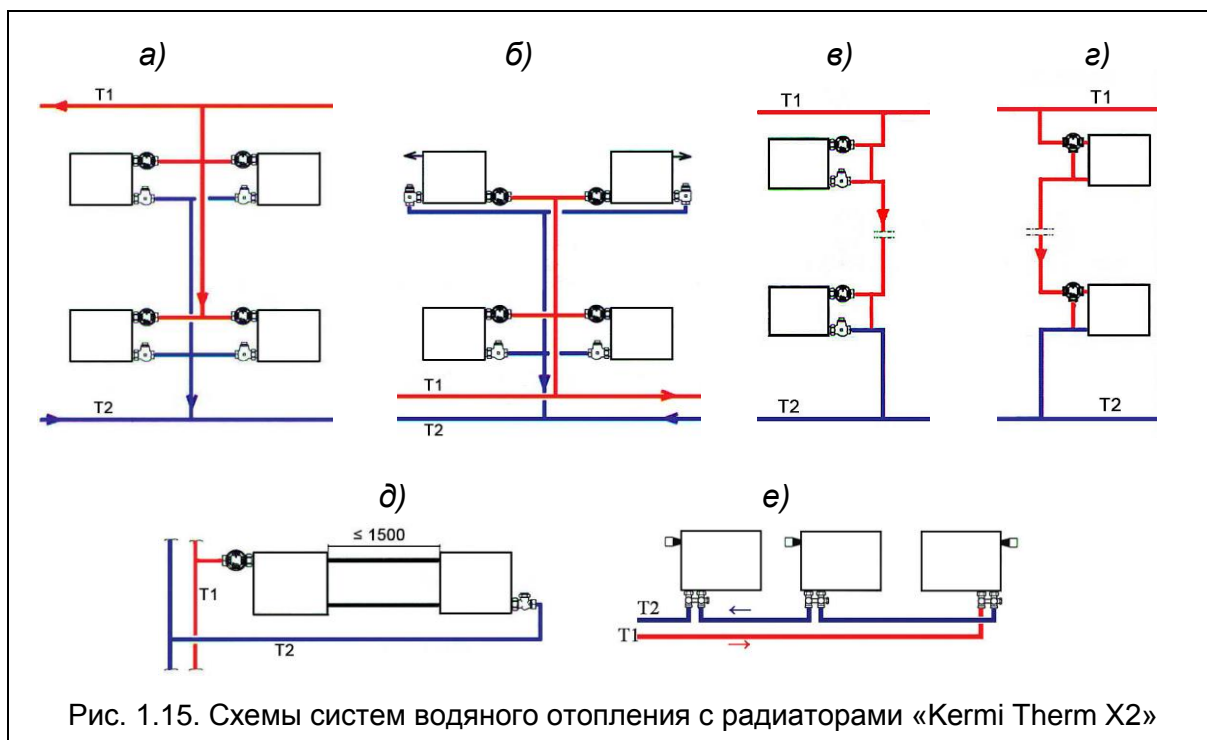 а) б) в) г)
T1 T1 T1
T1
T2 T2 T2
T2
д) е)
≤ 1500
T1
T2
T2
T1
Рис. 1.15. Схемы систем водяного отопления с радиаторами «Kermi Therm X2»